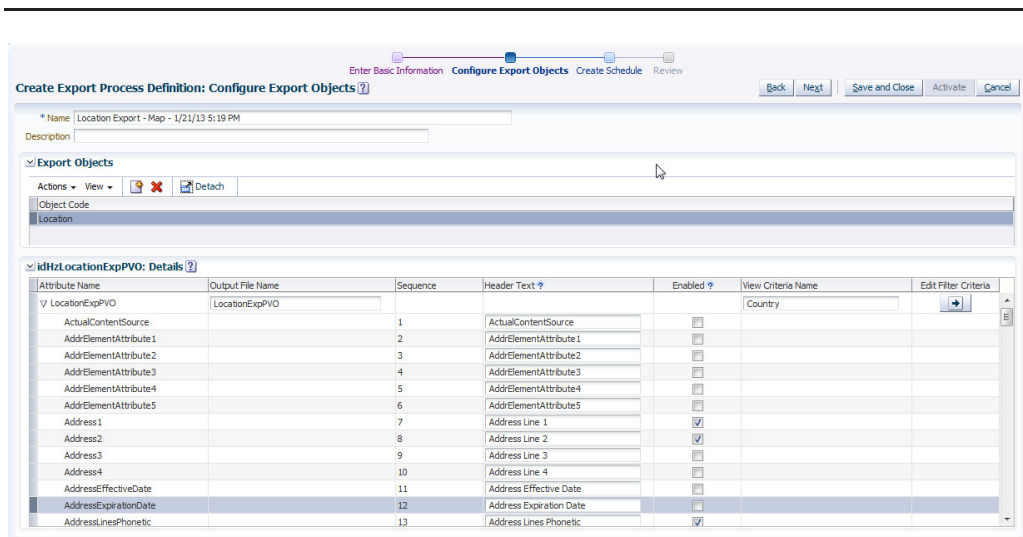 Enter Basic Information Configure Export Objects Create Schedule Review
Create Export Process Definition: Configure Export Objects ?
Back Next Save and Close Activate Cancel
* Name Location Export - Map - 1/21/13 5:19 PM
Description
Export Objects
Actions View Detach
Object Code
Location
idHzLocationExpPVO: Details ?
Attribute Name Output File Name Sequence Header Text ? Enabled ? View Criteria Name Edit Filter Criteria
LocationExpPVO LocationExpPVO Country
ActualContentSource 1 ActualContentSource
AddrElementAttribute1 2 AddrElementAttribute1
AddrElementAttribute2 3 AddrElementAttribute2
AddrElementAttribute3 4 AddrElementAttribute3
AddrElementAttribute4 5 AddrElementAttribute4
AddrElementAttribute5 6 AddrElementAttribute5
Address1 7 Address Line 1
Address2 8 Address Line 2
Address3 9 Address Line 3
Address4 10 Address Line 4
AddressEffectiveDate 11 Address Effective Date
AddressExpirationDate 12 Address Expiration Date
AddressLinesPhonetic 13 Address Lines Phonetic